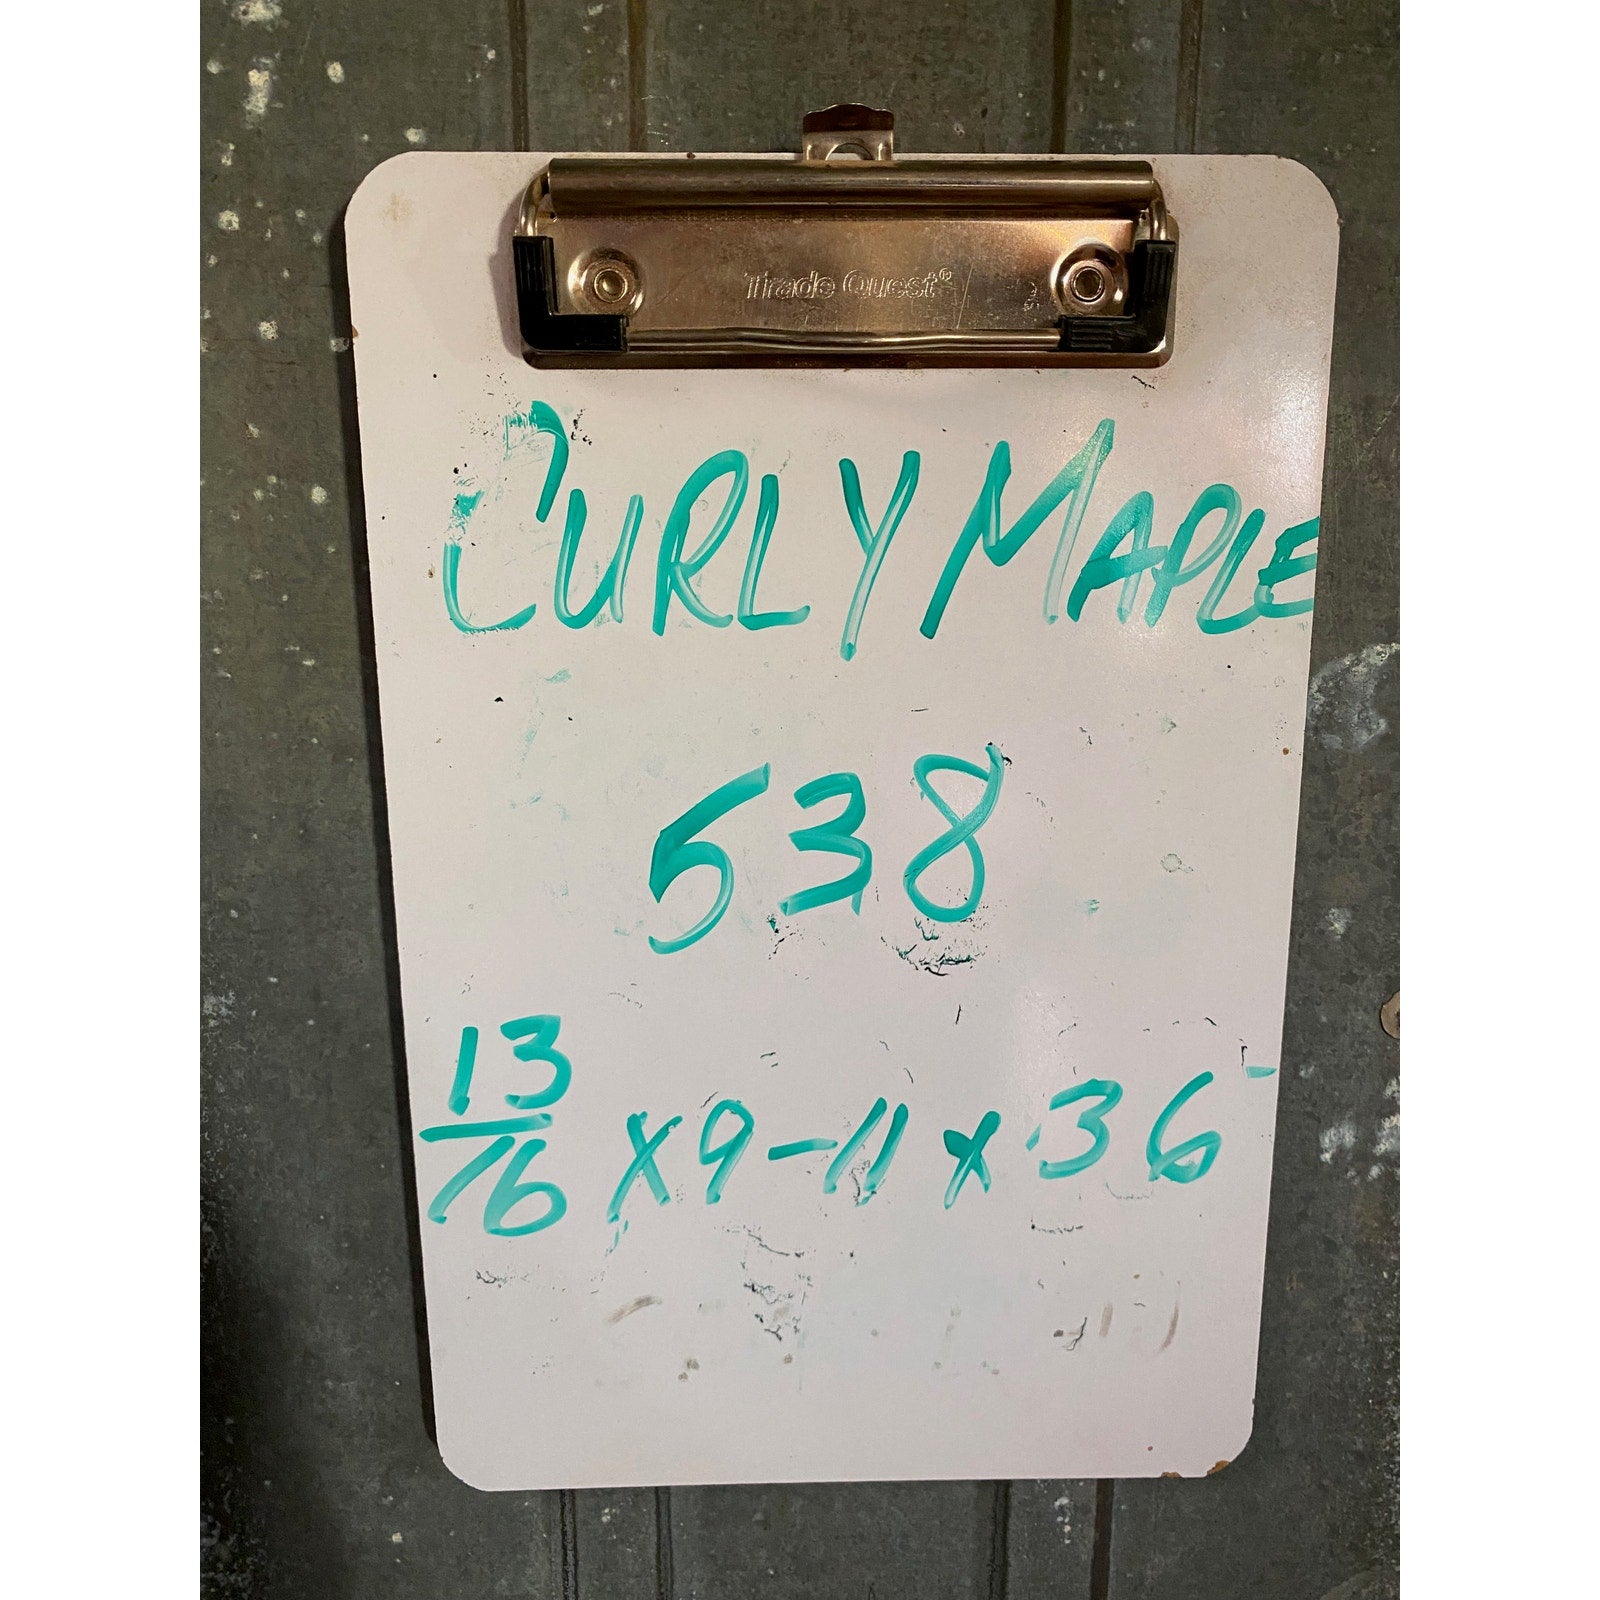 Trade Quest®
CURLY MAPLE
538
13/16 x 9-11 x 36"